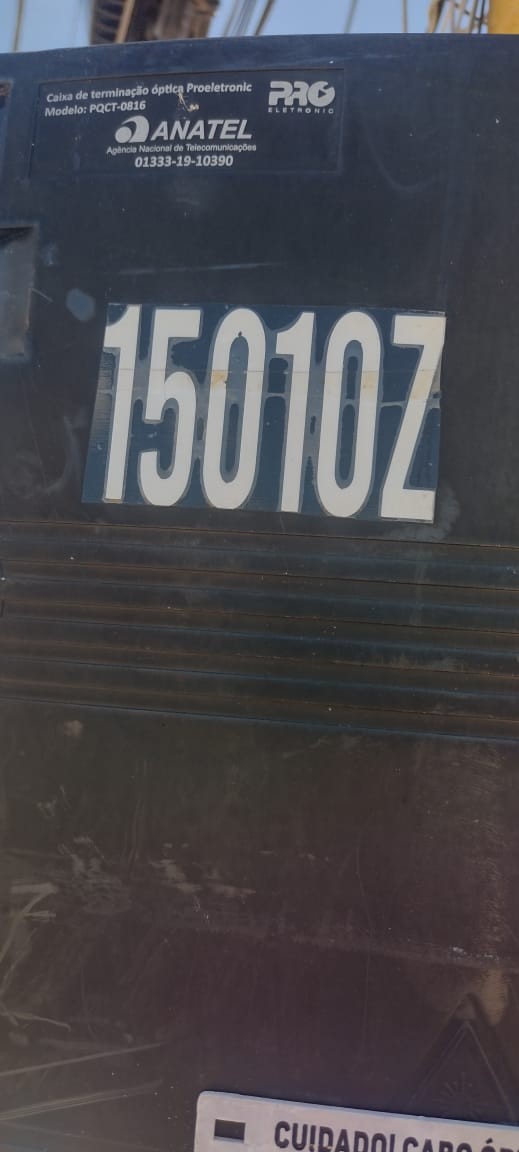 Caixa de terminação óptica Proeletronic
Modelo: PQCT-0816
PRO
ELETRONIC
ANATEL
Agência Nacional de Telecomunicações
01333-19-10390
15010Z
CUIDADO! CABO